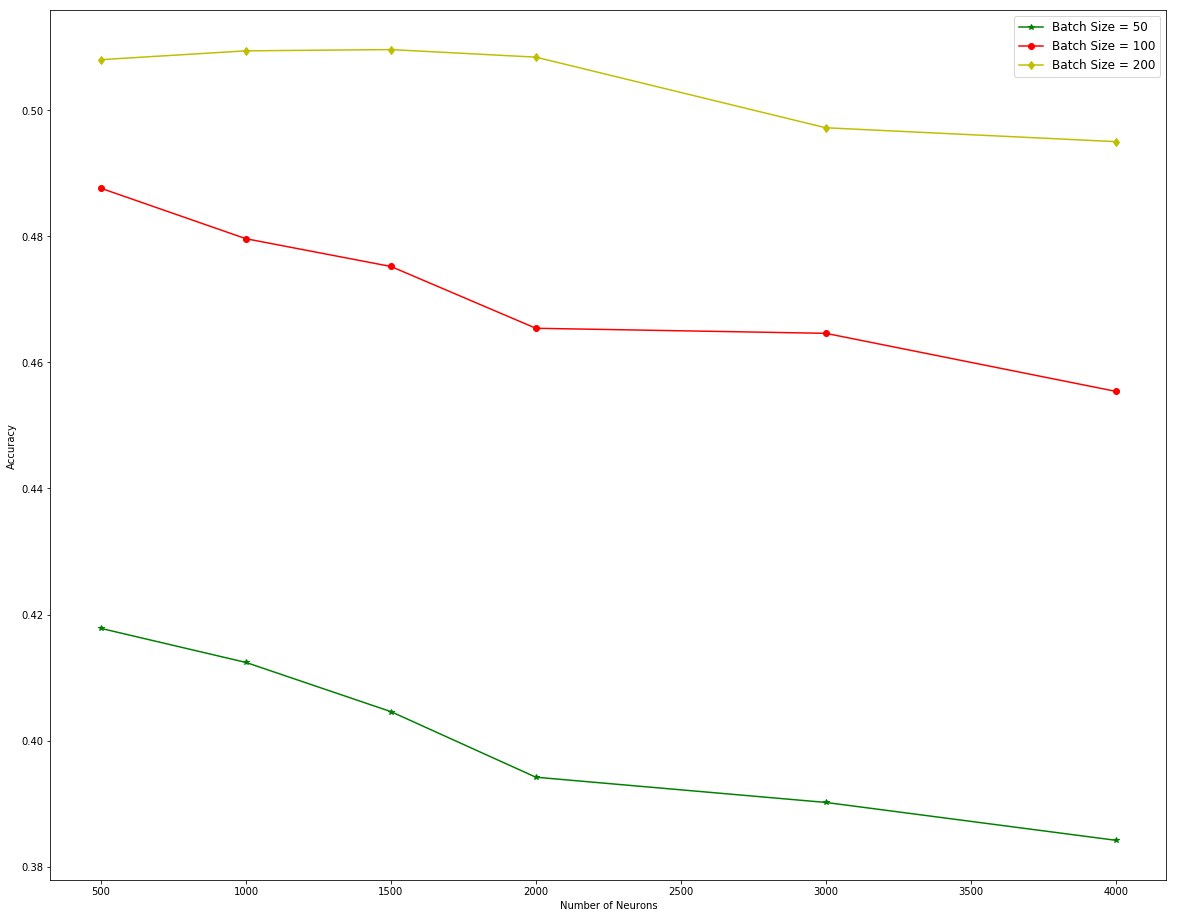 Batch Size = 50
Batch Size = 100
Batch Size = 200
0.50
0.48
0.46
0.44
0.42
0.40
0.38
Accuracy
500 1000 1500 2000 2500 3000 3500 4000
Number of Neurons